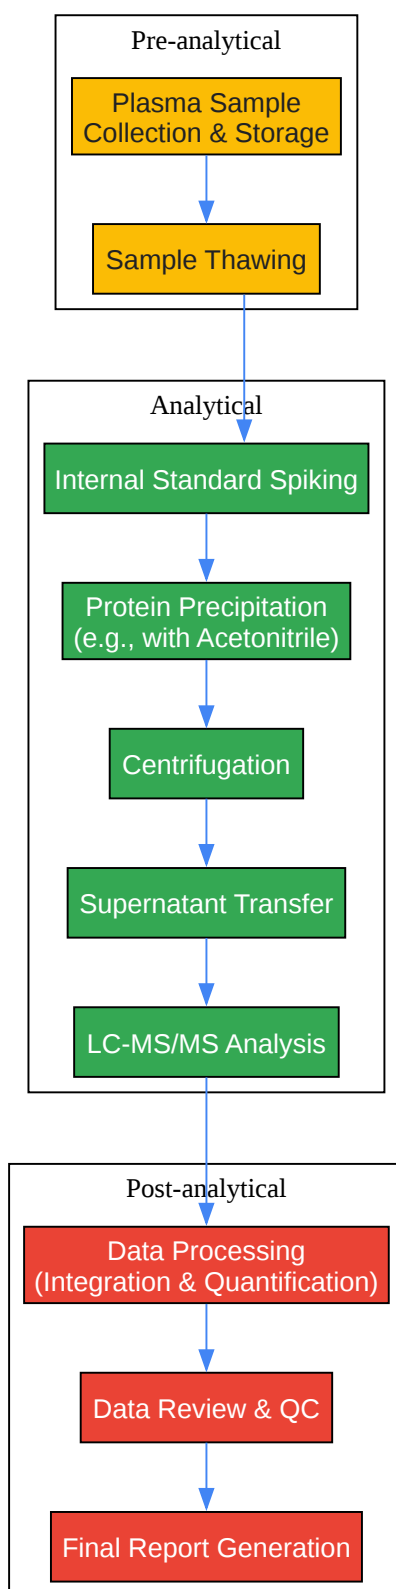 Pre-analytical
Plasma Sample
Collection & Storage
Sample Thawing
Analytical
Internal Standard Spiking
Protein Precipitation
(e.g., with Acetonitrile)
Centrifugation
Supernatant Transfer
LC-MS/MS Analysis
Post-analytical
Data Processing
(Integration & Quantification)
Data Review & QC
Final Report Generation